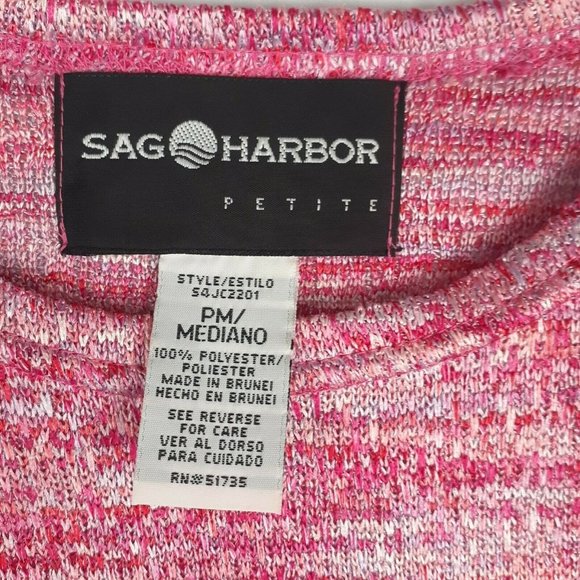 SAG HARBOR
PETITE
STYLE/ESTILO
S4JC2201
PM/
MEDIANO
100% POLYESTER/
POLIESTER
MADE IN BRUNEI
HECHO EN BRUNEI
SEE REVERSE
FOR CARE
VER AL DORSO
PARA CUIDADO
RN#51735